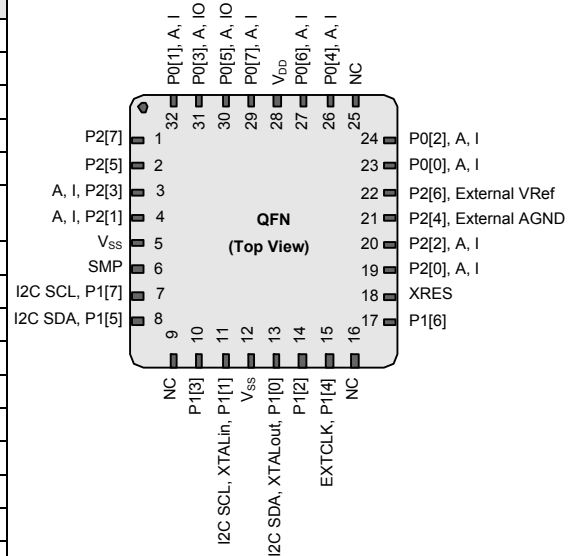 P0[1], A, I
P0[3], A, IO
P0[5], A, IO
P0[7], A, I
VDD
P0[6], A, I
P0[4], A, I
NC
32
31
30
29
28
27
26
25
P2[7] 1
P2[5] 2
A, I, P2[3] 3
A, I, P2[1] 4
VSS 5
SMP 6
I2C SCL, P1[7] 7
I2C SDA, P1[5] 8
QFN
(Top View)
24 P0[2], A, I
23 P0[0], A, I
22 P2[6], External VRef
21 P2[4], External AGND
20 P2[2], A, I
19 P2[0], A, I
18 XRES
17 P1[6]
9
10
11
12
13
14
15
16
NC
P1[3]
I2C SCL, XTALin, P1[1]
VSS
I2C SDA, XTALout, P1[0]
P1[2]
EXTCLK, P1[4]
NC